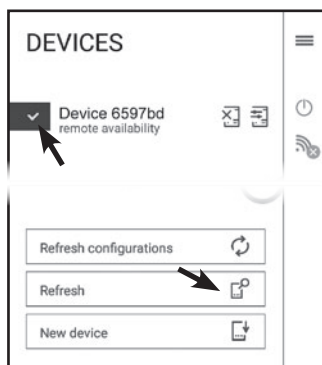 DEVICES
Device 6597bd
remote availability
Refresh configurations
Refresh
New device